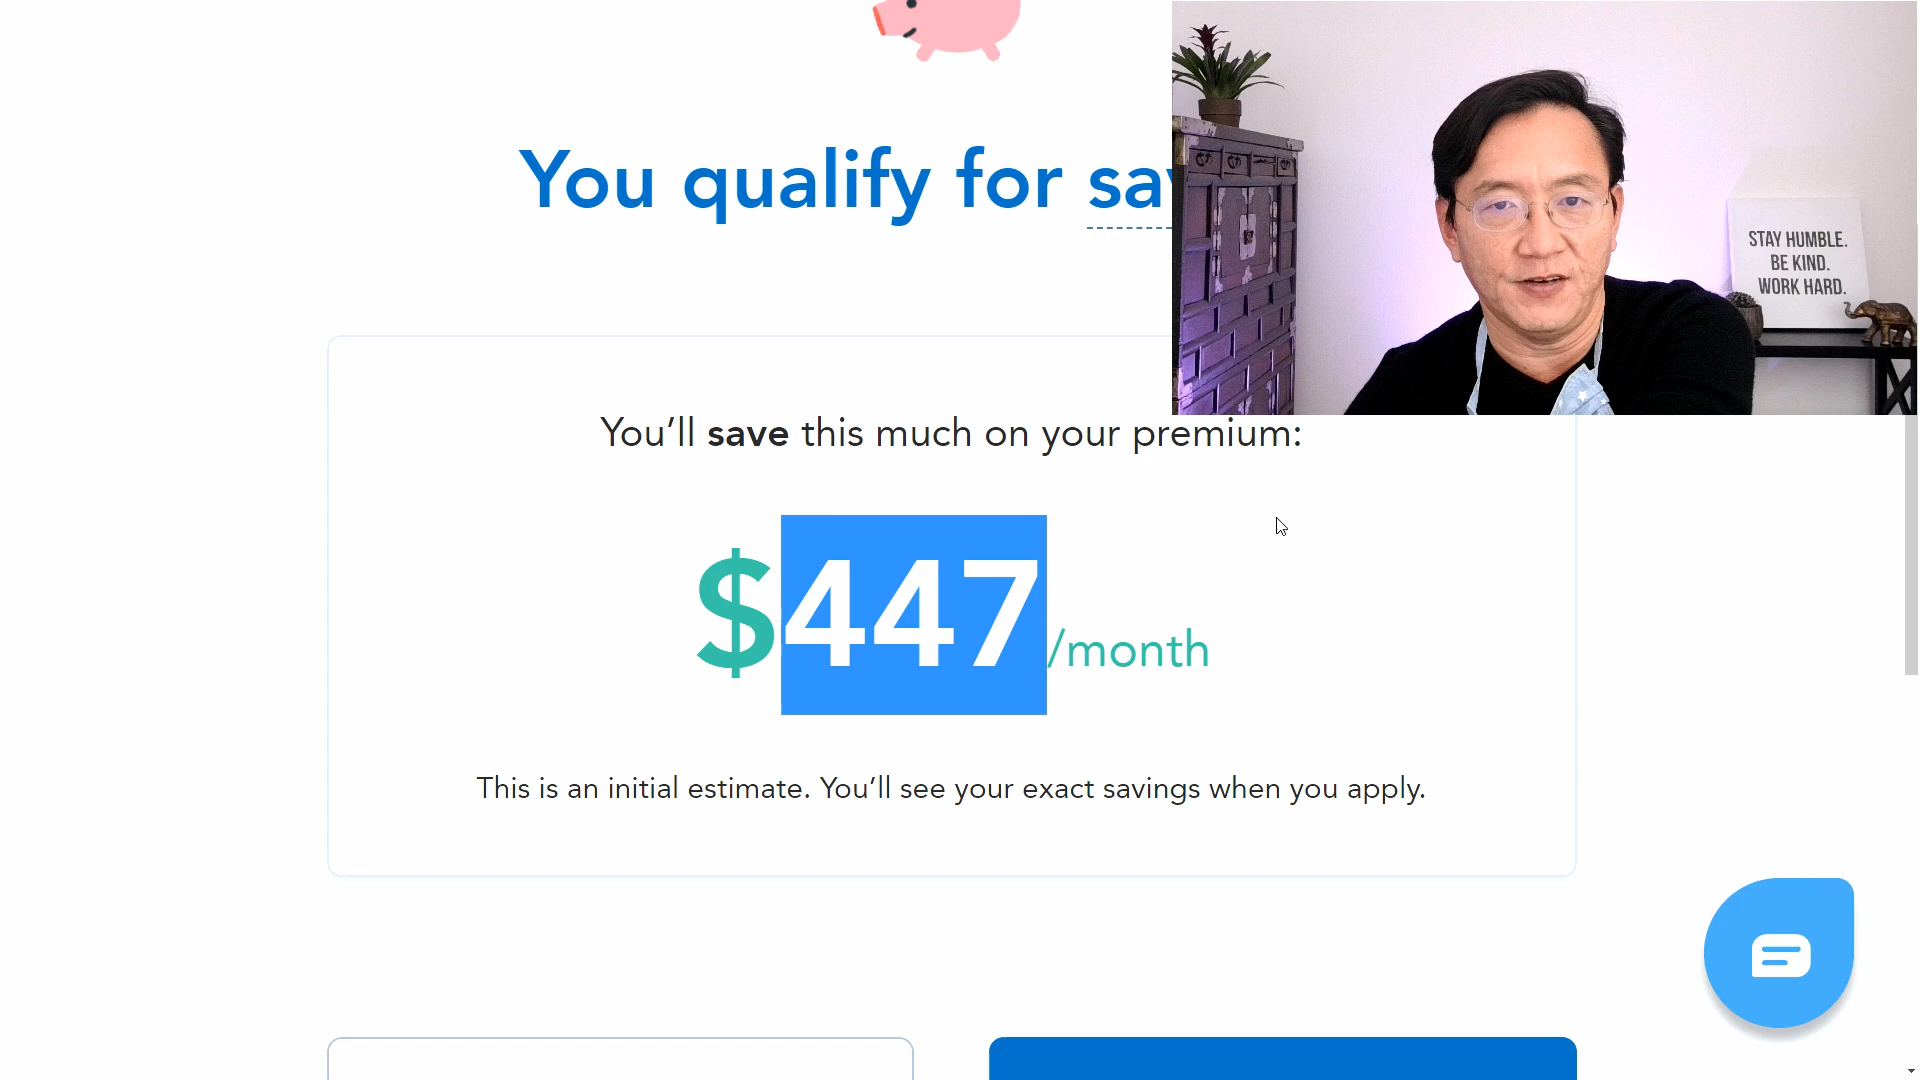 You qualify for sav
STAY HUMBLE.
BE KIND.
WORK HARD.
You’ll save this much on your premium:
$447/month
This is an initial estimate. You’ll see your exact savings when you apply.